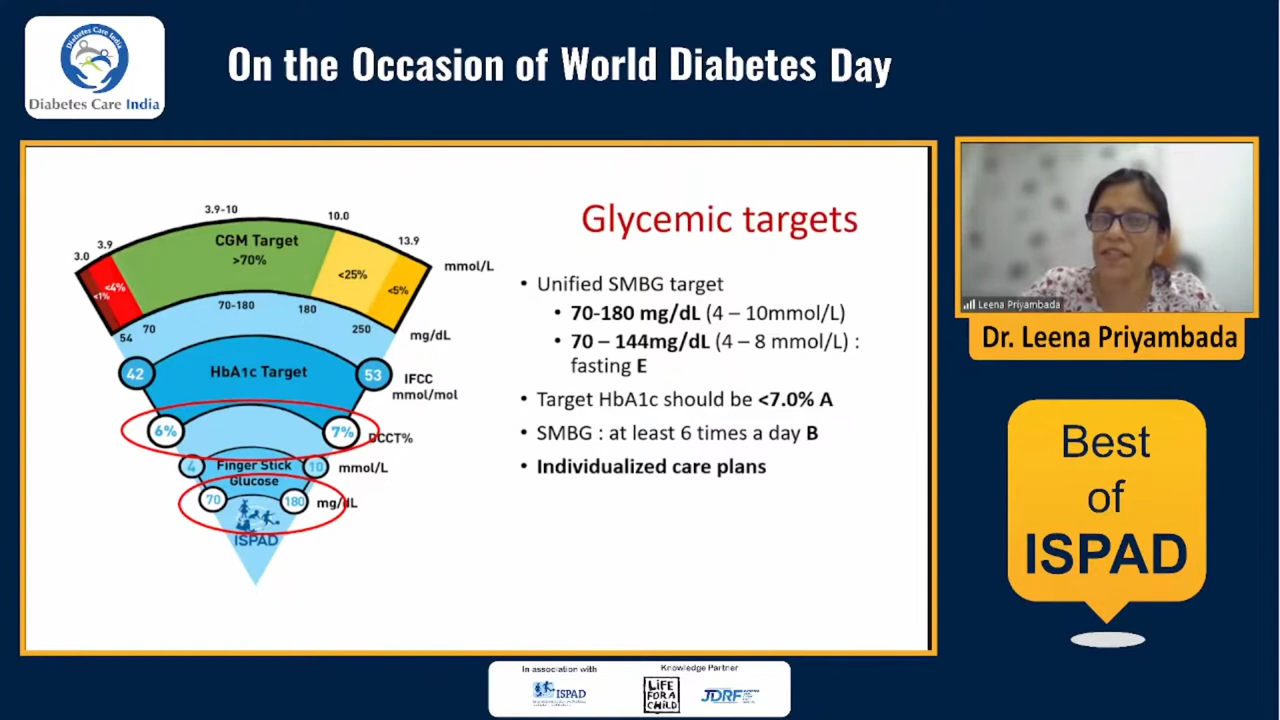 Diabetes Care India
Diabetes Care India
On the Occasion of World Diabetes Day
3.9-10
10.0
3.9
13.9
3.0
CGM Target
>70%
mmol/L
<4%
<1%
<25%
<5%
70-180
180
250
70
54
mg/dL
42
HbA1c Target
53
IFCC
mmol/mol
6%
7%
DCCT%
4
Finger Stick
Glucose
10
mmol/L
70
180
mg/dL
ISPAD
Glycemic targets
• Unified SMBG target
• 70-180 mg/dL (4 – 10mmol/L)
• 70 – 144mg/dL (4 – 8 mmol/L) :
fasting E
• Target HbA1c should be <7.0% A
• SMBG : at least 6 times a day B
• Individualized care plans
Leena Priyambada
Dr. Leena Priyambada
Best
of
ISPAD
In association with
ISPAD
Knowledge Partner
LiFE
FOR A
CHiLD
JDRF